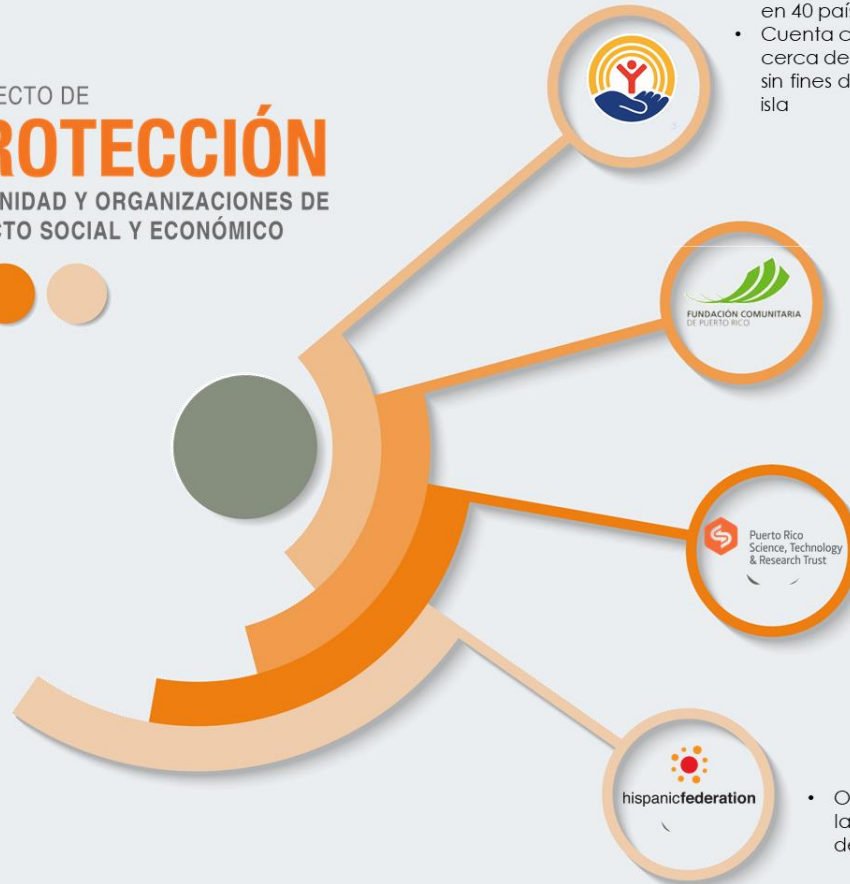 ECTO DE
ROTECCIÓN
NIDAD Y ORGANIZACIONES DE
CTO SOCIAL Y ECONÓMICO
en 40 paí
• Cuenta c
cerca de
sin fines d
isla
FUNDACIÓN COMUNITARIA
DE PUERTO RICO
Puerto Rico
Science, Technology
& Research Trust
hispanicfederation
• O
la
de